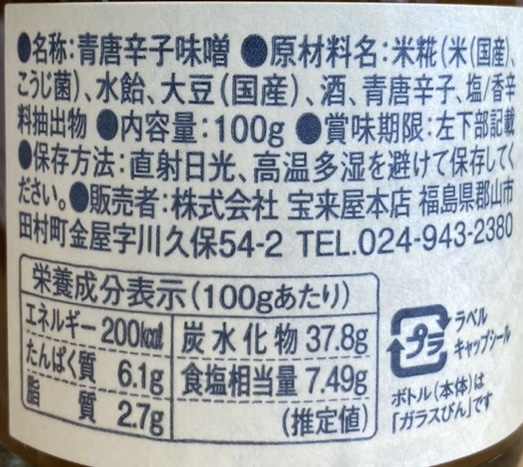 ●名称:青唐辛子味噌 ●原材料名:米糀(米(国産)、
こうじ菌)、水飴、大豆(国産)、酒、青唐辛子、塩/香辛
料抽出物 ●内容量:100g ●賞味期限:左下部記載
●保存方法:直射日光、高温多湿を避けて保存してく
ださい。●販売者:株式会社 宝来屋本店 福島県郡山市
田村町金屋字川久保54-2 TEL.024-943-2380
栄養成分表示(100gあたり)
エネルギー 200kcal 炭水化物 37.8g
たんぱく質 6.1g 食塩相当量 7.49g
脂質 2.7g (推定値)
プラ
ラベル
キャップシール
ボトル(本体)は
「ガラスびん」です